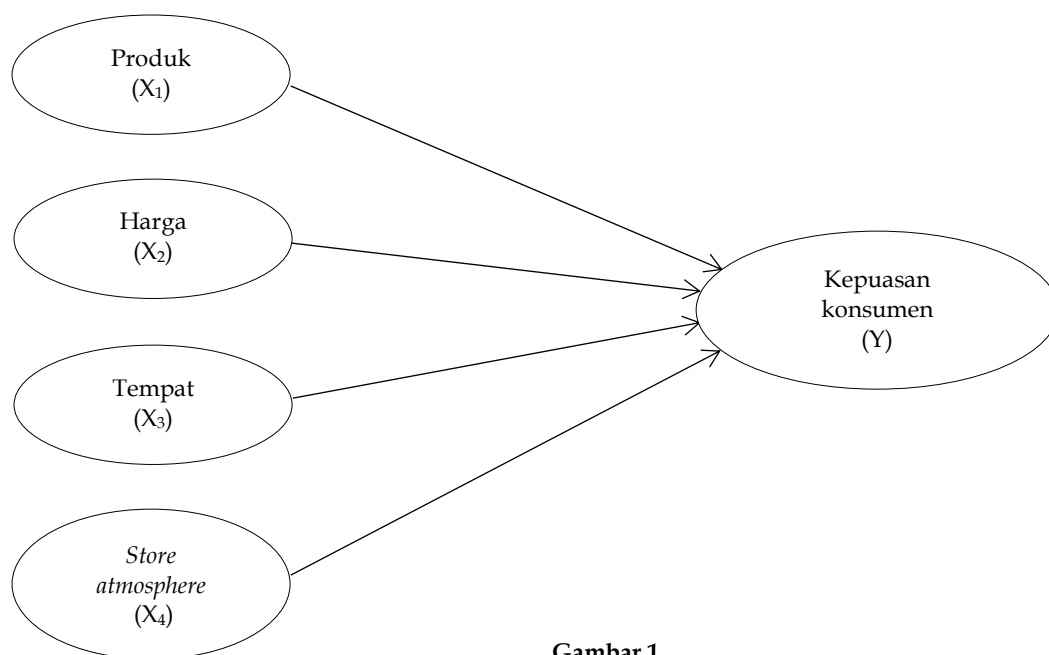 Produk
(X₁)
Harga
(X₂)
Tempat
(X₃)
Store
atmosphere
(X₄)
Kepuasan
konsumen
(Y)
Gambar 1